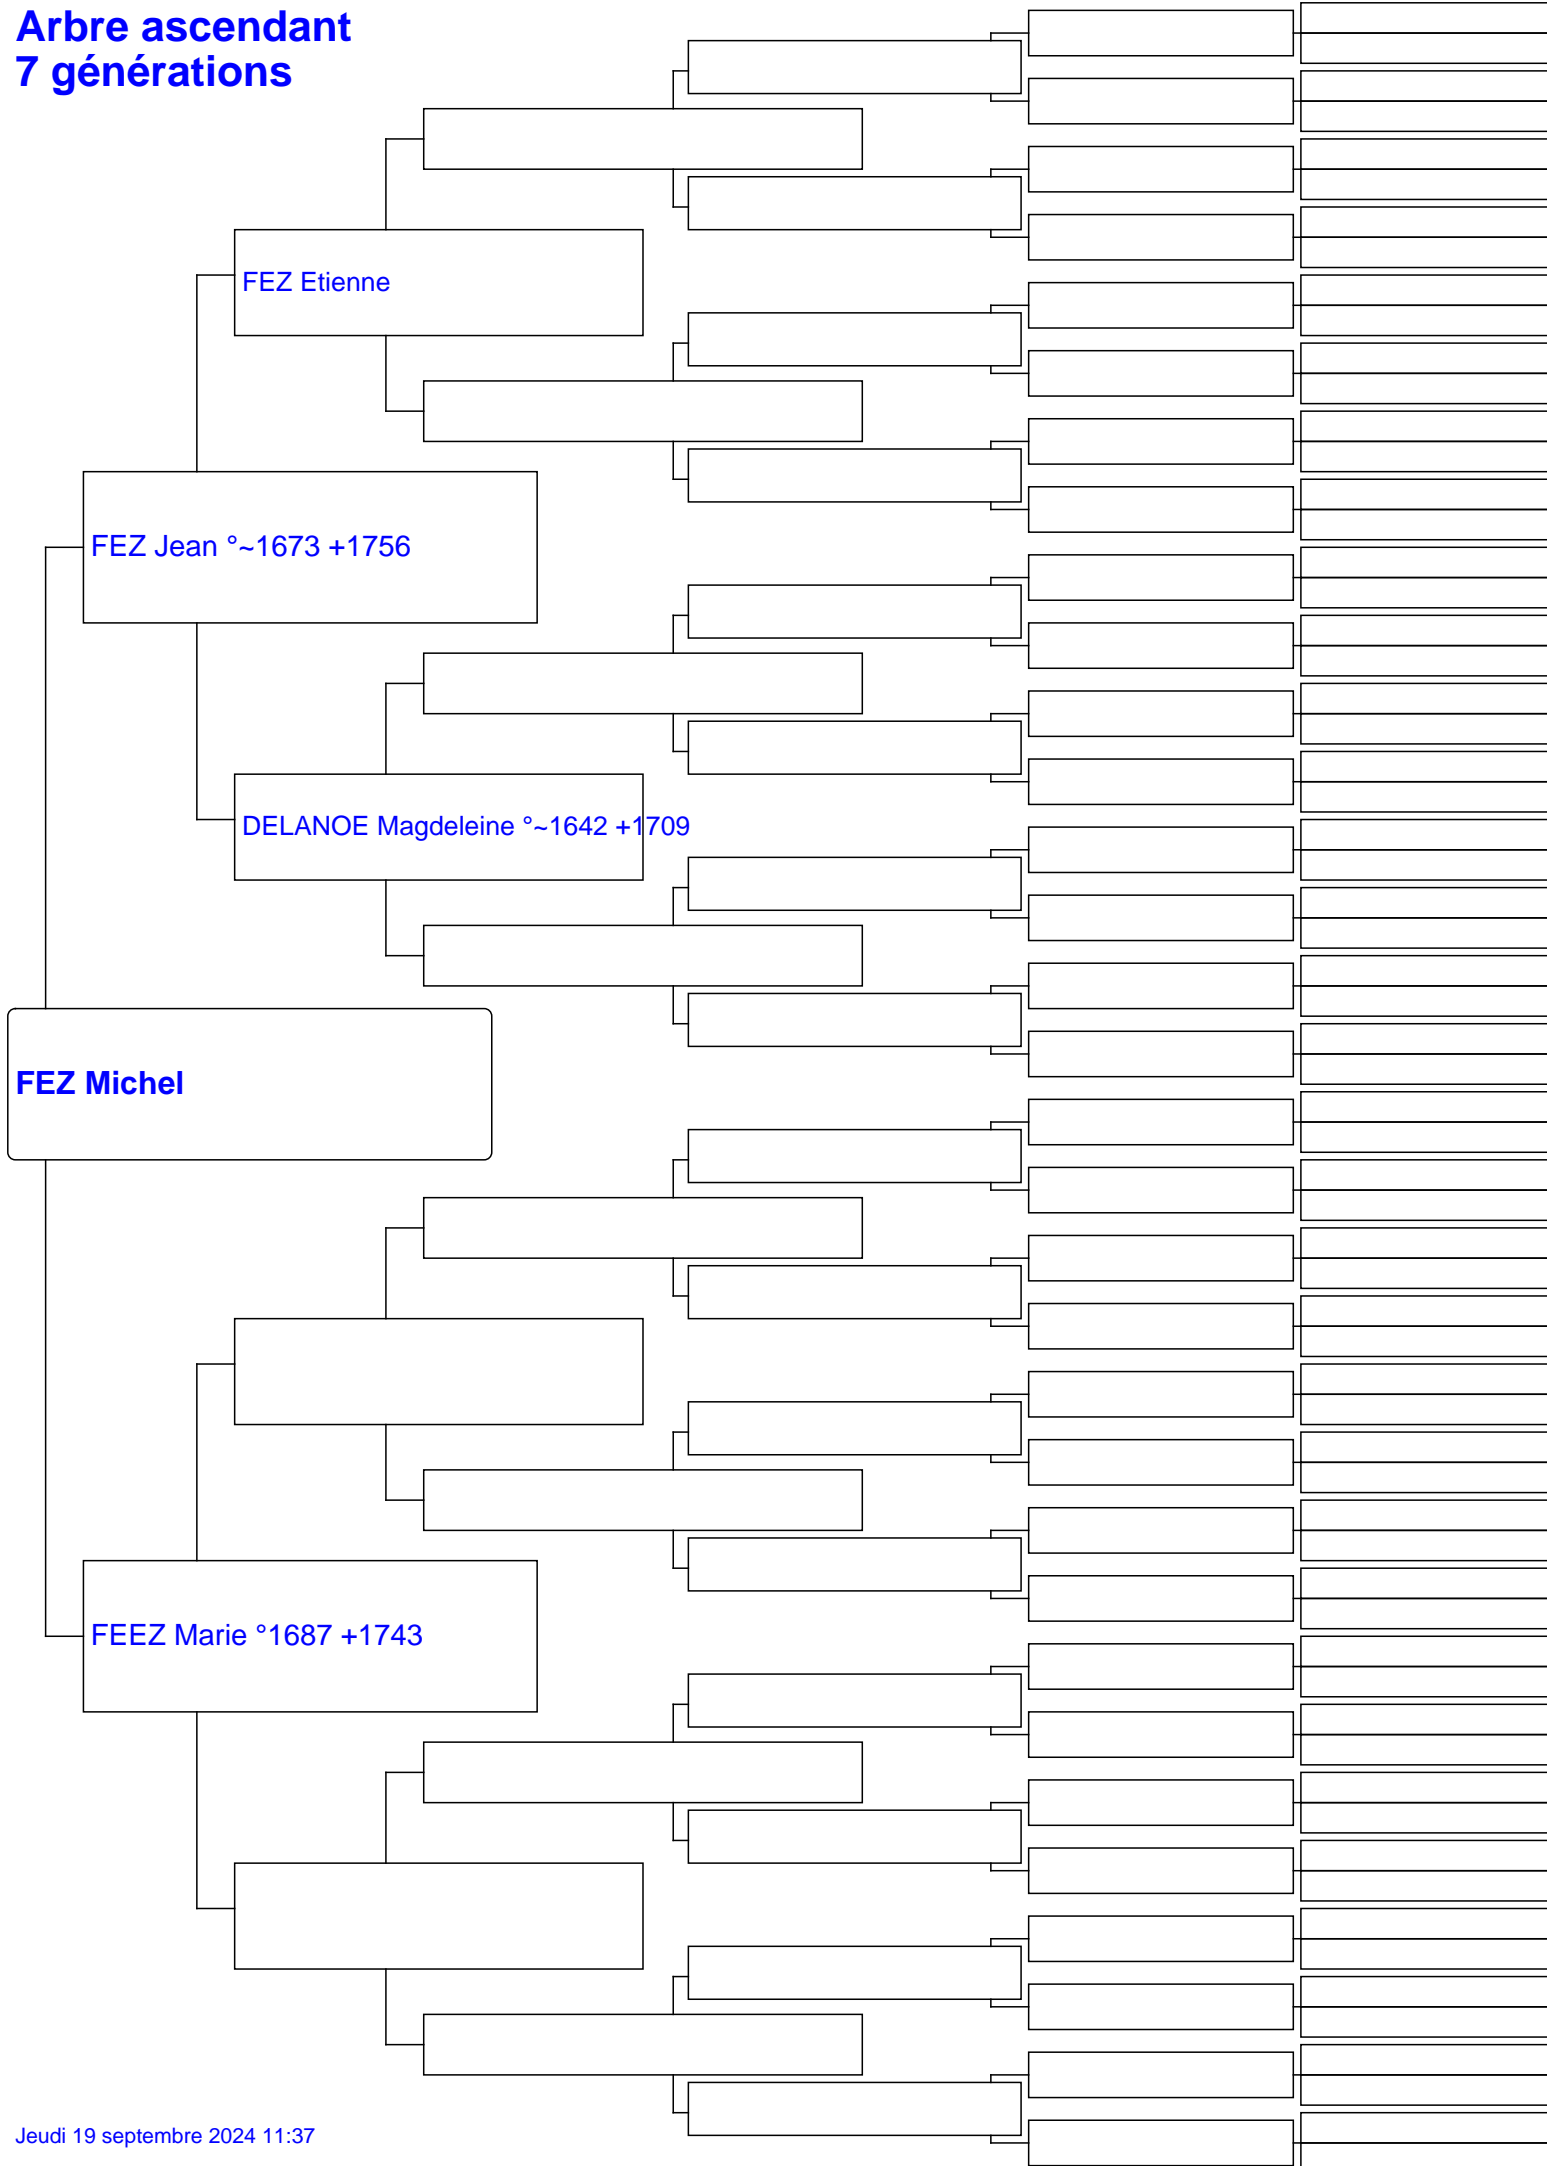 Arbre ascendant
7 générations
FEZ Etienne
FEZ Jean °~1673 +1756
DELANOE Magdeleine °~1642 +1709
FEZ Michel
FEEZ Marie °1687 +1743
Jeudi 19 septembre 2024 11:37